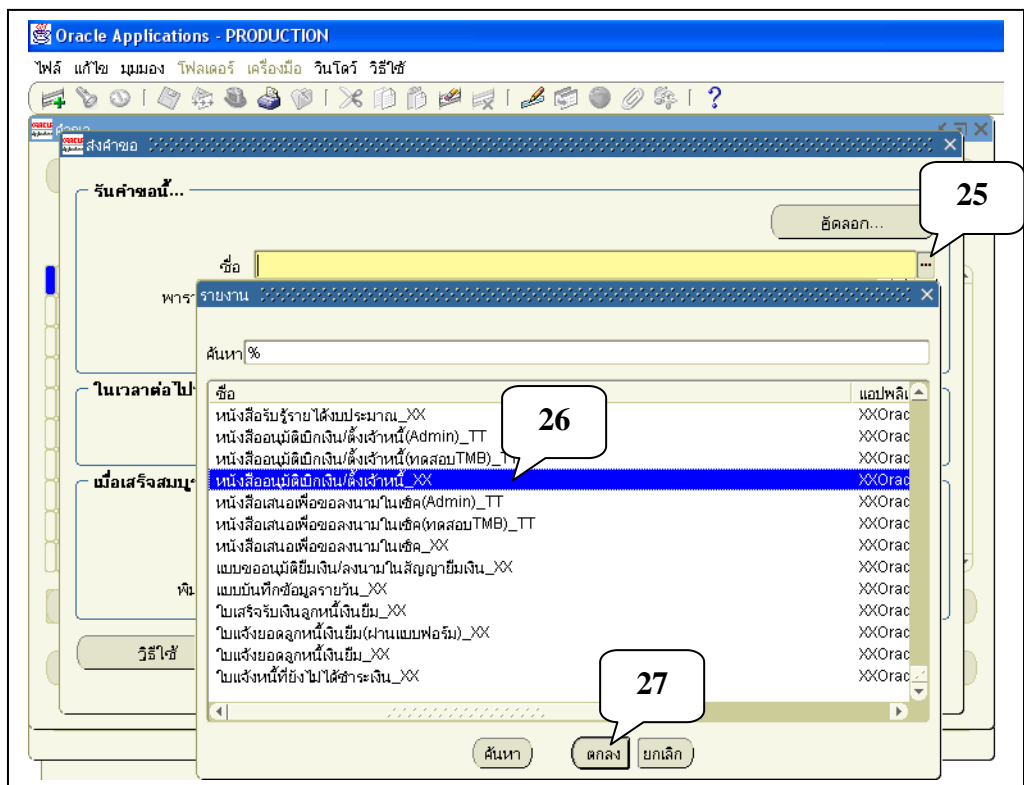 Oracle Applications - PRODUCTION
ไฟล์ แก้ไข มุมมอง โฟลเดอร์ เครื่องมือ วินโดว์ วิธีใช้
ส่งคำขอ
รันคำขอนี้...
25
คัดลอก...
ชื่อ
รายงาน
ค้นหา %
ชื่อ
หนังสือรับรู้รายได้งบประมาณ_XX XXOrac
26
หนังสืออนุมัติเบิกเงิน/ตั้งเจ้าหนี้(Admin)_TT XXOrac
หนังสืออนุมัติเบิกเงิน/ตั้งเจ้าหนี้(ทดสอบTMB)_TT XXOrac
หนังสืออนุมัติเบิกเงิน/ตั้งเจ้าหนี้_XX XXOrac
หนังสือเสนอเพื่อขอลงนามในเช็ค(Admin)_TT XXOrac
หนังสือเสนอเพื่อขอลงนามในเช็ค(ทดสอบTMB)_TT XXOrac
หนังสือเสนอเพื่อขอลงนามในเช็ค_XX XXOrac
แบบขออนุมัติยืมเงิน/ลงนามในสัญญายืมเงิน_XX XXOrac
แบบบันทึกข้อมูลรายวัน_XX XXOrac
ใบเสร็จรับเงินลูกหนี้เงินยืม_XX XXOrac
ใบแจ้งยอดลูกหนี้เงินยืม(ผ่านแบบฟอร์ม)_XX XXOrac
วิธีใช้ ใบแจ้งยอดลูกหนี้เงินยืม_XX XXOrac
ใบแจ้งหนี้ที่ยังไม่ได้ชำระเงิน_XX XXOrac
27
ค้นหา ตกลง ยกเลิก